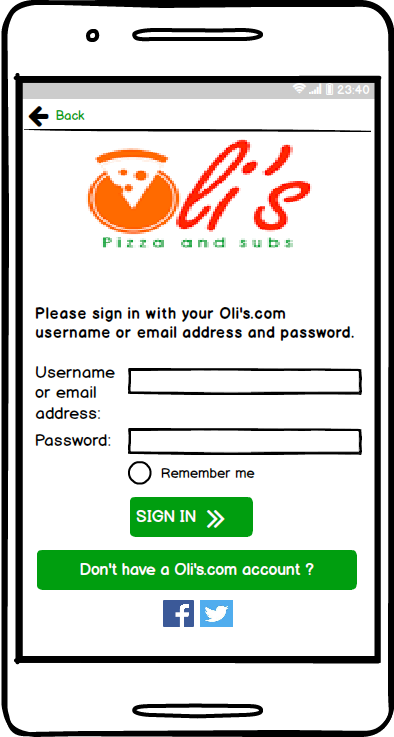 23:40
Back
Oli's
Pizza and subs
Please sign in with your Oli's.com
username or email address and password.
Username
or email
address:
Password:
Remember me
SIGN IN
Don't have a Oli's.com account ?